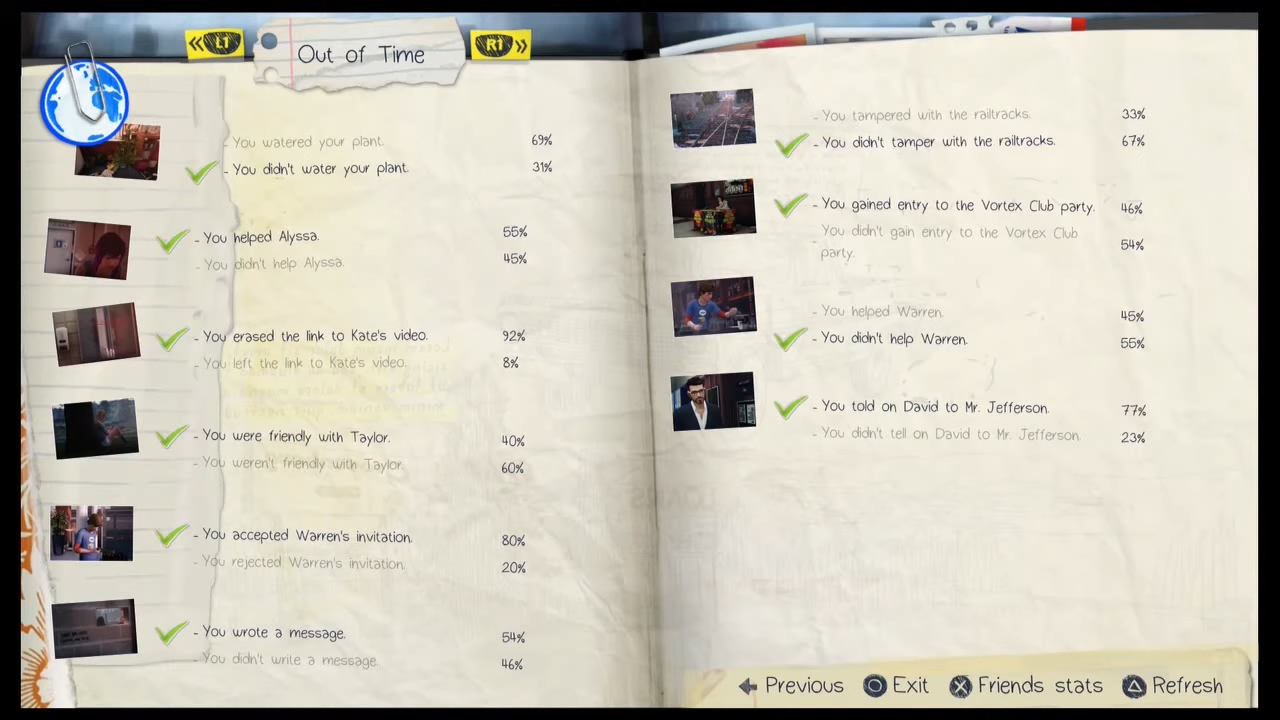 L1
Out of Time
R1
- You watered your plant. 69%
- You didn't water your plant. 31%
- You helped Alyssa. 55%
- You didn't help Alyssa. 45%
- You erased the link to Kate's video. 92%
- You left the link to Kate's video. 8%
- You were friendly with Taylor. 40%
- You weren't friendly with Taylor. 60%
- You accepted Warren's invitation. 80%
- You rejected Warren's invitation. 20%
- You wrote a message. 54%
- You didn't write a message. 46%
- You tampered with the railtracks. 33%
- You didn't tamper with the railtracks. 67%
- You gained entry to the Vortex Club party. 46%
You didn't gain entry to the Vortex Club
party. 54%
- You helped Warren. 45%
- You didn't help Warren. 55%
- You told on David to Mr. Jefferson. 77%
- You didn't tell on David to Mr. Jefferson. 23%
Previous Exit Friends stats Refresh